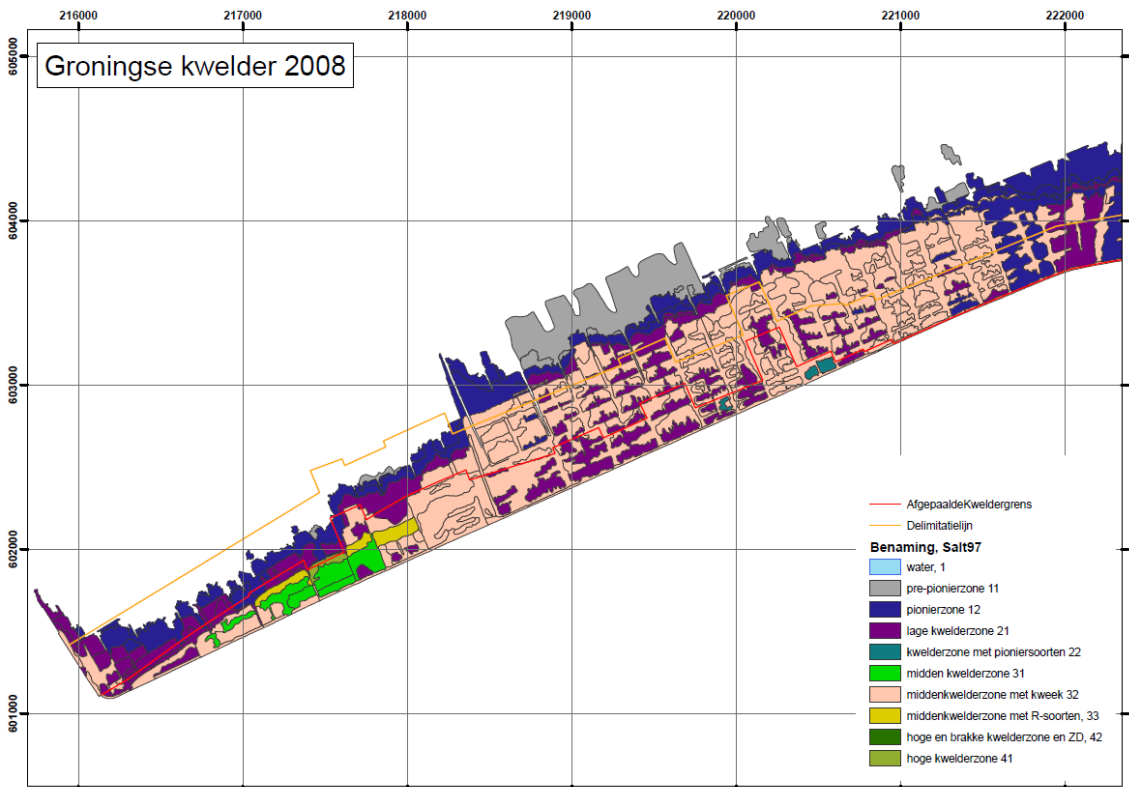 216000 217000 218000 219000 220000 221000 222000
Groningse kwelder 2008
605000
604000
603000
602000
601000
AfgepaaldeKweldergrens
Delimitatielijn
Benaming, Salt97
water, 1
pre-pionierzone 11
pionierzone 12
lage kwelderzone 21
kwelderzone met pioniersoorten 22
midden kwelderzone 31
middenkwelderzone met kweek 32
middenkwelderzone met R-soorten, 33
hoge en brakke kwelderzone en ZD, 42
hoge kwelderzone 41